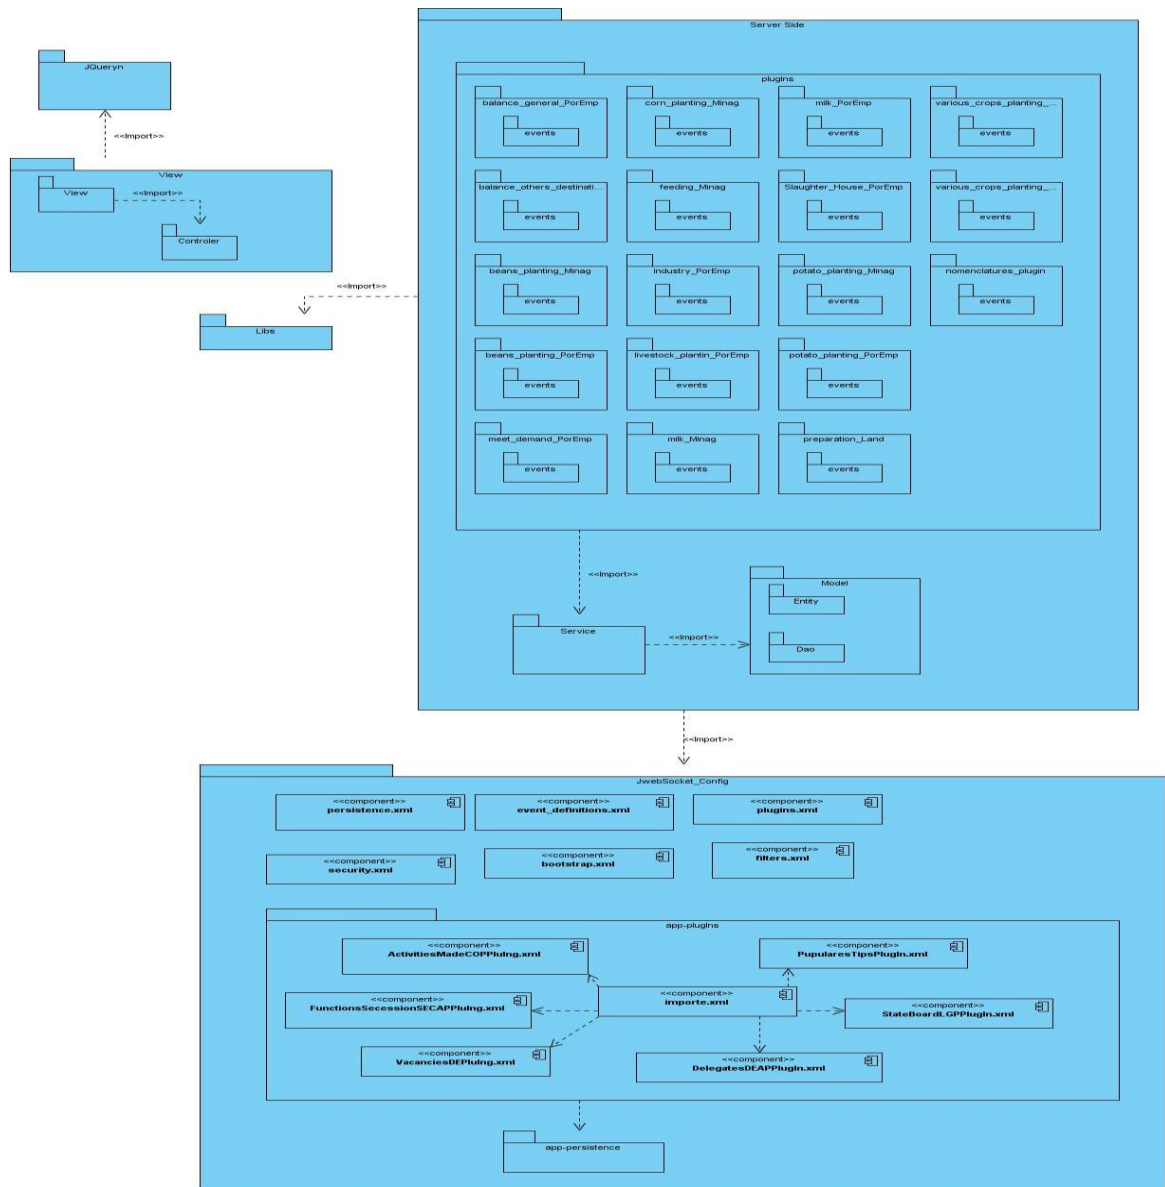 Server Side
JQueryn
<<Import>>
View
View
<<Import>>
Controler
<<Import>>
Libs
plugins
balance_general_PorEmp
corn_planting_Minag
milk_PorEmp
various_crops_planting_...
events
events
events
events
balance_others_destinati...
feeding_Minag
Slaughter_House_PorEmp
various_crops_planting_...
events
events
events
events
beans_planting_Minag
industry_PorEmp
potato_planting_Minag
nomenclatures_plugin
events
events
events
events
beans_planting_PorEmp
livestock_plantin_PorEmp
potato_planting_PorEmp
events
events
events
meet_demand_PorEmp
milk_Minag
preparation_Land
events
events
events
<<Import>>
Service
<<Import>>
Model
Entity
Dao
<<Import>>
JwebSocket_Config
<<component>>
persistence.xml
<<component>>
event_definitions.xml
<<component>>
plugins.xml
<<component>>
security.xml
<<component>>
bootstrap.xml
<<component>>
filters.xml
app-plugins
<<component>>
ActivitiesMadeCOPPluing.xml
<<component>>
PupularesTipsPlugin.xml
<<component>>
FunctionsSecessionSECAPPluing.xml
<<component>>
importe.xml
<<component>>
StateBoardLGPPlugin.xml
<<component>>
VacanciesDEPluing.xml
<<component>>
DelegatesDEAPPlugin.xml
app-persistence